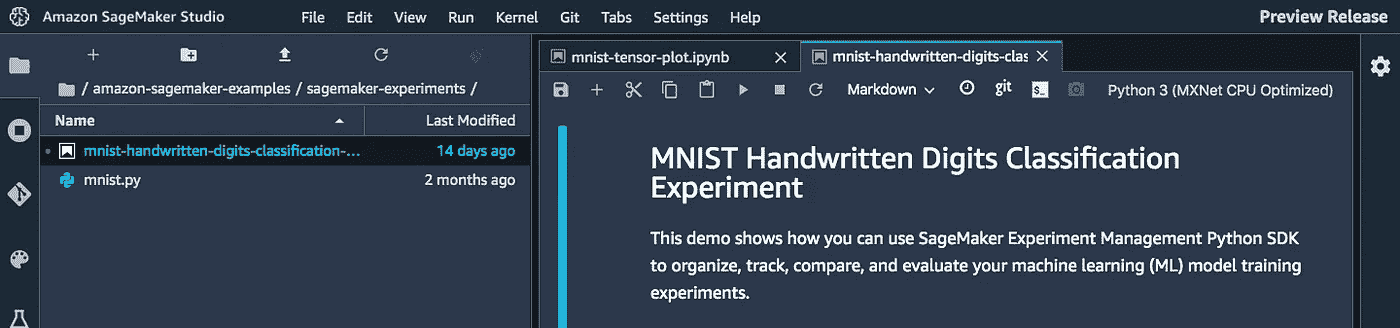 Amazon SageMaker Studio File Edit View Run Kernel Git Tabs Settings Help Preview Release
/ amazon-sagemaker-examples / sagemaker-experiments /
Name Last Modified
mnist-handwritten-digits-classification-... 14 days ago
mnist.py 2 months ago
mnist-tensor-plot.ipynb mnist-handwritten-digits-clas
Markdown git $_ Python 3 (MXNet CPU Optimized)
MNIST Handwritten Digits Classification
Experiment
This demo shows how you can use SageMaker Experiment Management Python SDK
to organize, track, compare, and evaluate your machine learning (ML) model training
experiments.